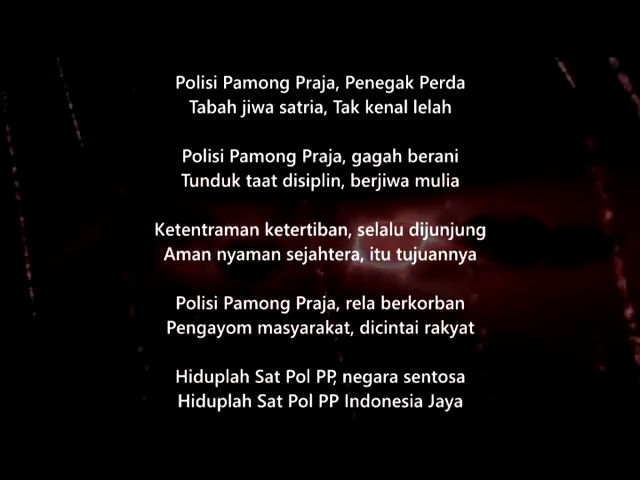 Polisi Pamong Praja, Penegak Perda
Tabah jiwa satria, Tak kenal lelah
Polisi Pamong Praja, gagah berani
Tunduk taat disiplin, berjiwa mulia
Ketentraman ketertiban, selalu dijunjung
Aman nyaman sejahtera, itu tujuannya
Polisi Pamong Praja, rela berkorban
Pengayom masyarakat, dicintai rakyat
Hiduplah Sat Pol PP, negara sentosa
Hiduplah Sat Pol PP Indonesia Jaya